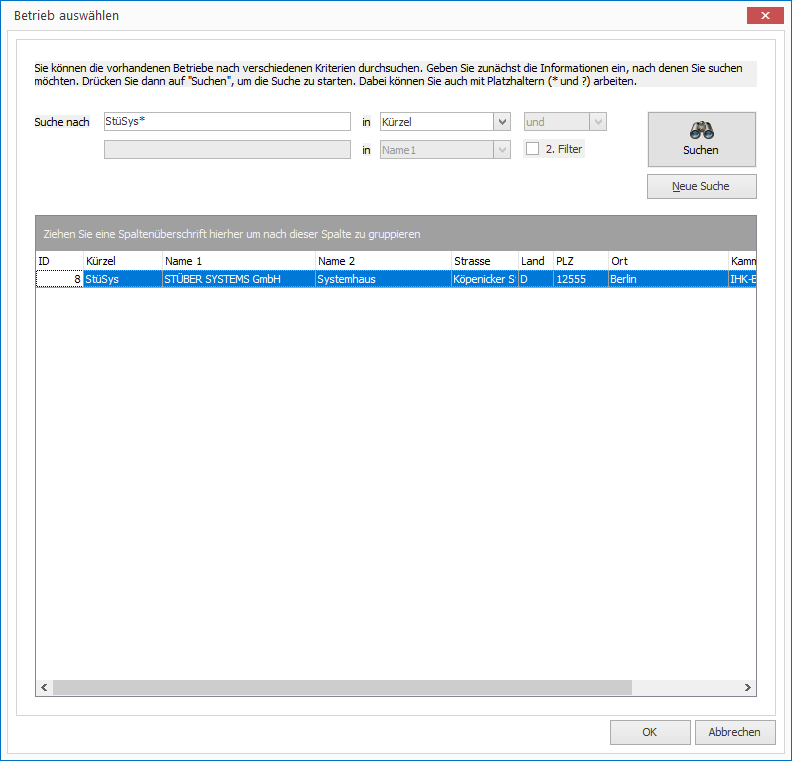 Betrieb auswählen
Sie können die vorhandenen Betriebe nach verschiedenen Kriterien durchsuchen. Geben Sie zunächst die Informationen ein, nach denen Sie suchen
möchten. Drücken Sie dann auf "Suchen", um die Suche zu starten. Dabei können Sie auch mit Platzhaltern (* und ?) arbeiten.
Suche nach StüSys* in Kürzel und
in Name1 2. Filter
Suchen
Neue Suche
Ziehen Sie eine Spaltenüberschrift hierher um nach dieser Spalte zu gruppieren
ID Kürzel Name 1 Name 2 Strasse Land PLZ Ort Kamm
8 StüSys STÜBER SYSTEMS GmbH Systemhaus Köpenicker S D 12555 Berlin IHK-B
OK Abbrechen